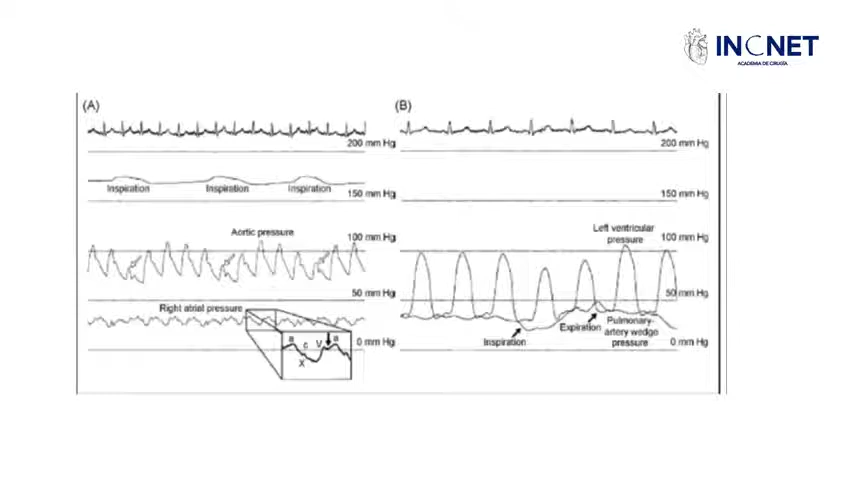 INCNET
ACADEMIA DE CIRUGÍA
(A)
200 mm Hg
Inspiration
Inspiration
Inspiration
150 mm Hg
Aortic pressure
100 mm Hg
50 mm Hg
Right atrial pressure
a
c
V
a
X
0 mm Hg
(B)
200 mm Hg
150 mm Hg
Left ventricular
pressure
100 mm Hg
50 mm Hg
Inspiration
Expiration
Pulmonary-
artery wedge
pressure
0 mm Hg